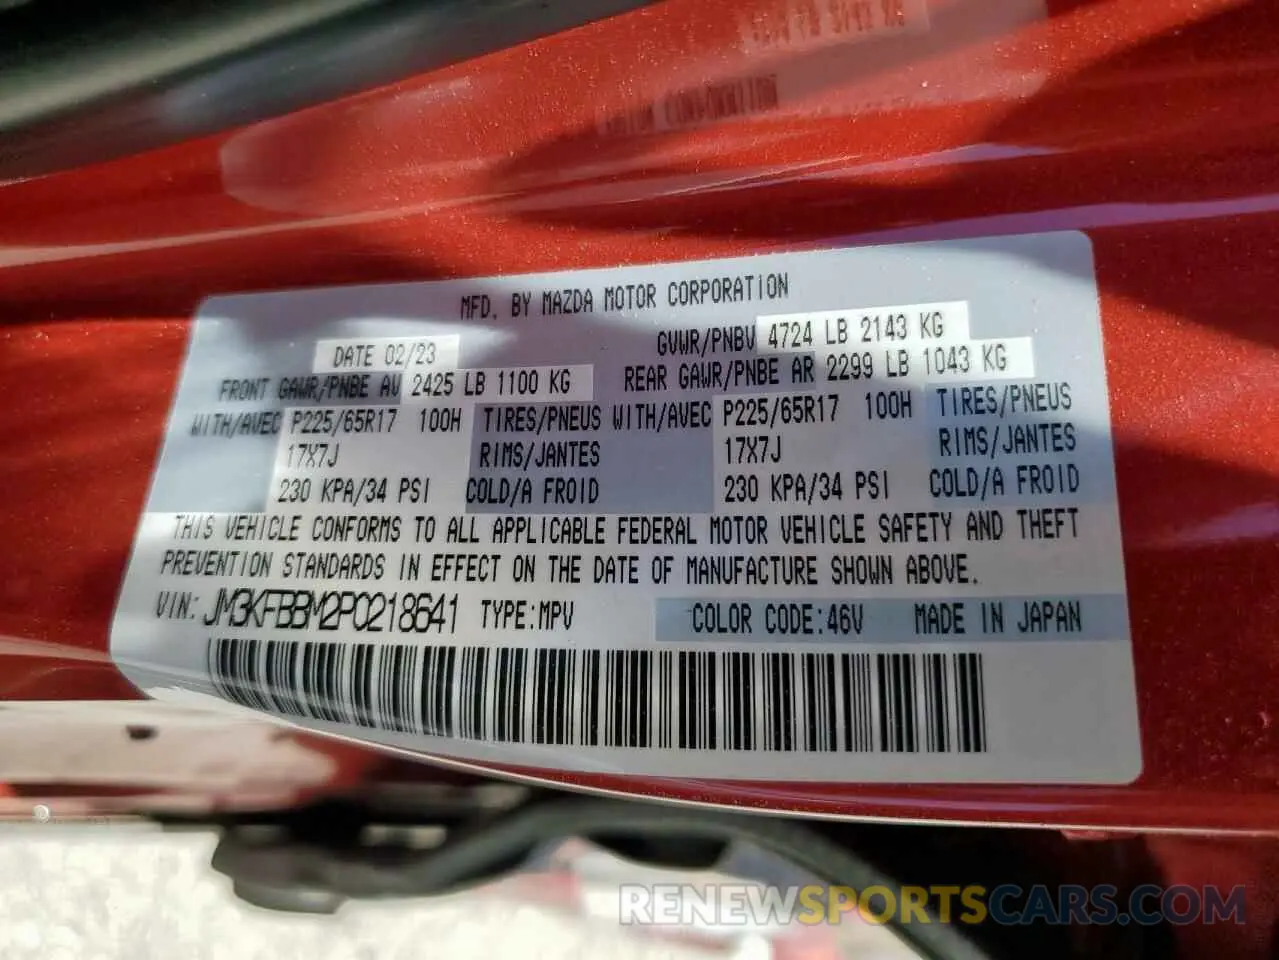 MFD. BY MAZDA MOTOR CORPORATION
DATE 02/23 GVWR/PNBV 4724 LB 2143 KG
FRONT GAWR/PNBE AV 2425 LB 1100 KG REAR GAWR/PNBE AR 2299 LB 1043 KG
WITH/AVEC P225/65R17 100H TIRES/PNEUS WITH/AVEC P225/65R17 100H TIRES/PNEUS
17X7J RIMS/JANTES 17X7J RIMS/JANTES
230 KPA/34 PSI COLD/A FROID 230 KPA/34 PSI COLD/A FROID
THIS VEHICLE CONFORMS TO ALL APPLICABLE FEDERAL MOTOR VEHICLE SAFETY AND THEFT
PREVENTION STANDARDS IN EFFECT ON THE DATE OF MANUFACTURE SHOWN ABOVE.
VIN: JM3KFBBM2P0218641 TYPE:MPV COLOR CODE:46V MADE IN JAPAN
RENEWSPORTSCARS.COM